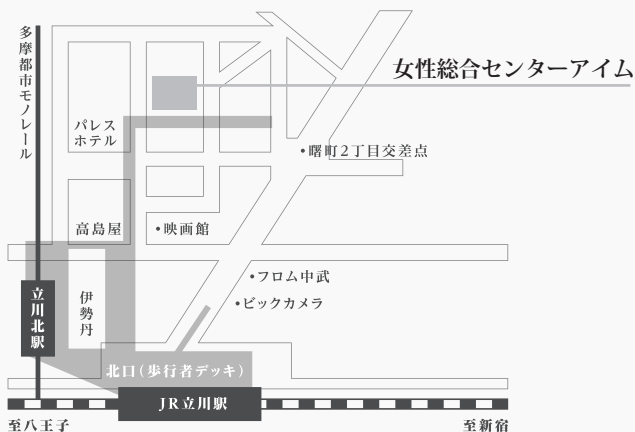 多摩都市モノレール
女性総合センターアイム
パレス
ホテル
•曙町2丁目交差点
高島屋
•映画館
•フロム中武
•ビックカメラ
伊勢丹
立川北駅
北口(歩行者デッキ)
JR立川駅
至八王子
至新宿